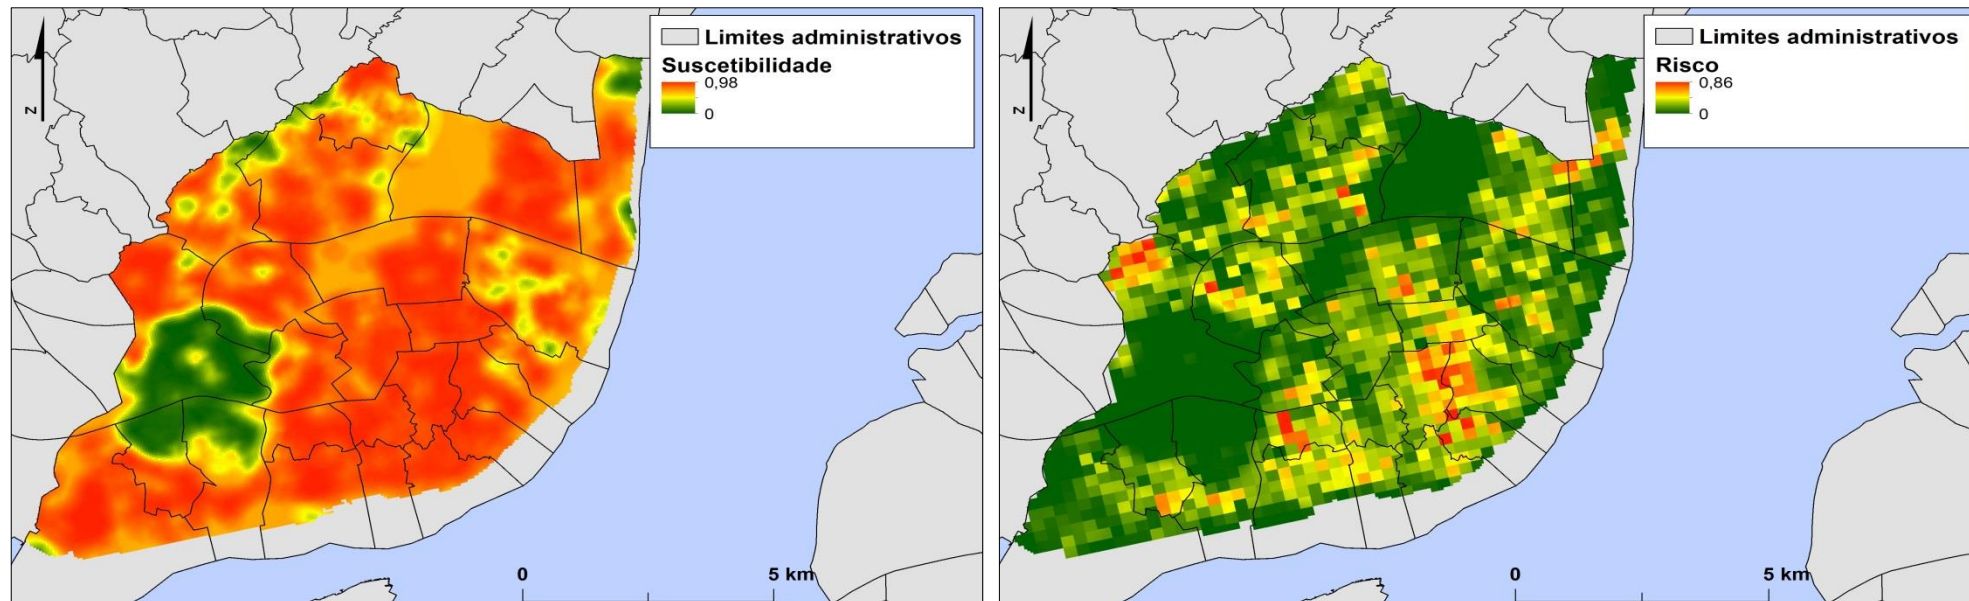 N
Limites administrativos
Suscetibilidade
0,98
0
0
5 km
N
Limites administrativos
Risco
0,86
0
0
5 km